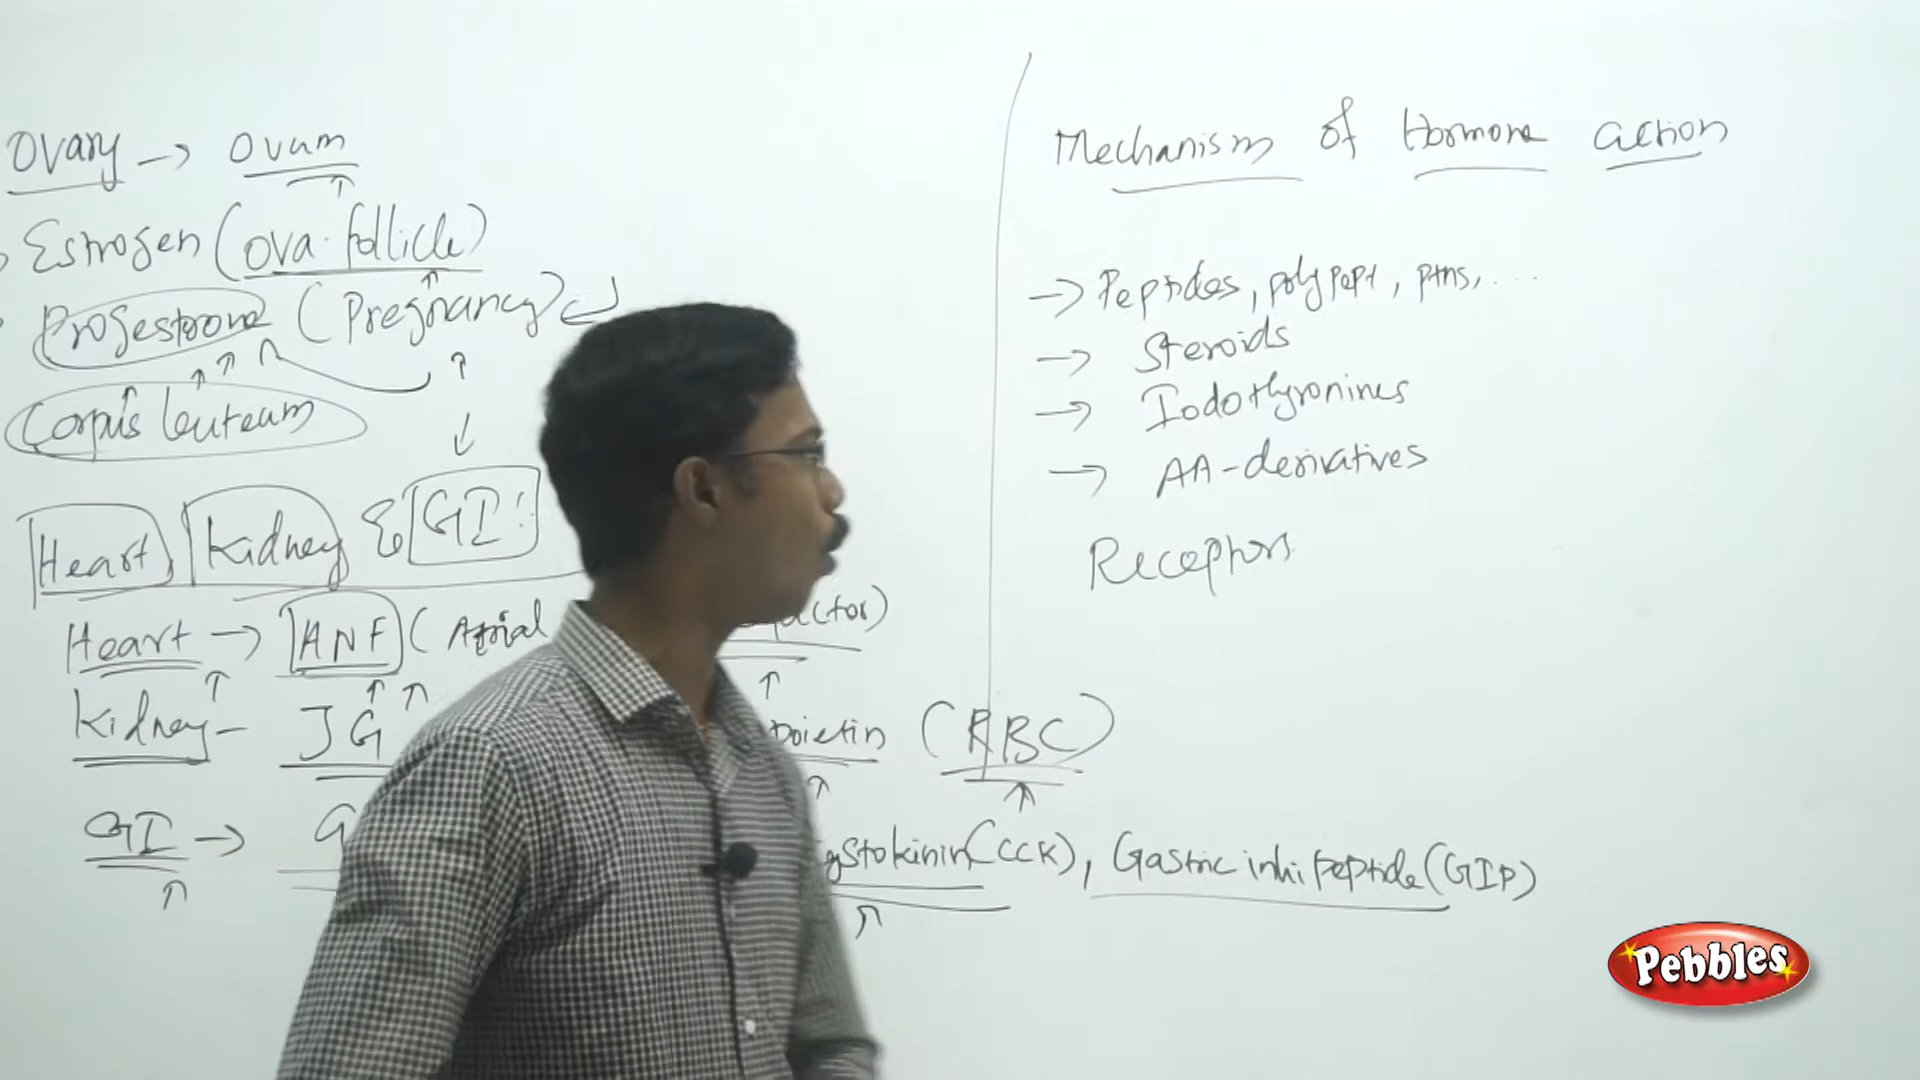 Ovary → Ovum
Estrogen (Ova. follicle)
Progestrone (Pregnancy)
Corpus leuteum
Heart, Kidney & GI:
Heart → ANF (Atrial
Kidney - JG
poietin (RBC)
GI → G
gstokinin (CCK), Gastric inhi Peptide (GIP)
Mechanism of Hormone action
→ Peptides, polypept, ptns, ....
→ Steroids
→ Iodothyronines
→ AA-derivatives
Receptors
Pebbles